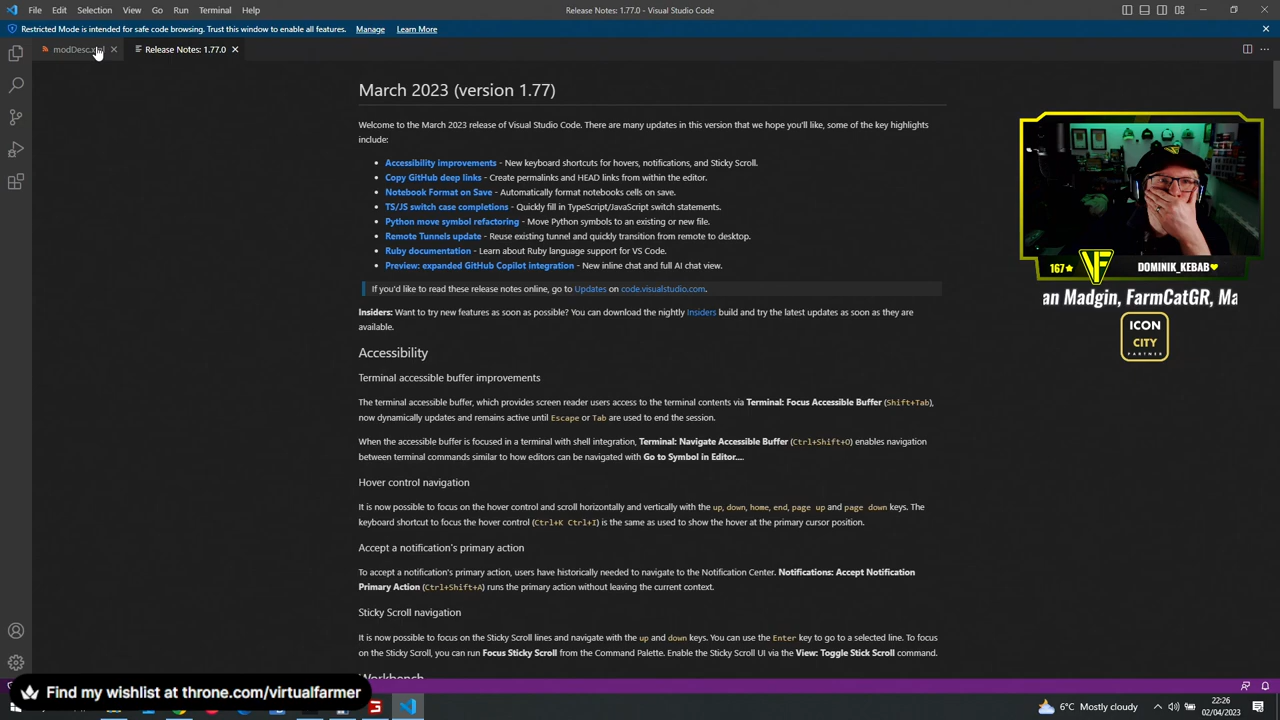 File Edit Selection View Go Run Terminal Help
Release Notes: 1.77.0 - Visual Studio Code
Restricted Mode is intended for safe code browsing. Trust this window to enable all features. Manage Learn More
modDesc.xml Release Notes: 1.77.0
March 2023 (version 1.77)
Welcome to the March 2023 release of Visual Studio Code. There are many updates in this version that we hope you'll like, some of the key highlights
include:
Accessibility improvements - New keyboard shortcuts for hovers, notifications, and Sticky Scroll.
Copy GitHub deep links - Create permalinks and HEAD links from within the editor.
Notebook Format on Save - Automatically format notebooks cells on save.
TS/JS switch case completions - Quickly fill in TypeScript/JavaScript switch statements.
Python move symbol refactoring - Move Python symbols to an existing or new file.
Remote Tunnels update - Reuse existing tunnel and quickly transition from remote to desktop.
Ruby documentation - Learn about Ruby language support for VS Code.
Preview: expanded GitHub Copilot integration - New inline chat and full AI chat view.
If you'd like to read these release notes online, go to Updates on code.visualstudio.com.
Insiders: Want to try new features as soon as possible? You can download the nightly Insiders build and try the latest updates as soon as they are
available.
Accessibility
Terminal accessible buffer improvements
The terminal accessible buffer, which provides screen reader users access to the terminal contents via Terminal: Focus Accessible Buffer (Shift+Tab),
now dynamically updates and remains active until Escape or Tab are used to end the session.
When the accessible buffer is focused in a terminal with shell integration, Terminal: Navigate Accessible Buffer (Ctrl+Shift+O) enables navigation
between terminal commands similar to how editors can be navigated with Go to Symbol in Editor....
Hover control navigation
It is now possible to focus on the hover control and scroll horizontally and vertically with the up, down, home, end, page up and page down keys. The
keyboard shortcut to focus the hover control (Ctrl+K Ctrl+I) is the same as used to show the hover at the primary cursor position.
Accept a notification's primary action
To accept a notification's primary action, users have historically needed to navigate to the Notification Center. Notifications: Accept Notification
Primary Action (Ctrl+Shift+A) runs the primary action without leaving the current context.
Sticky Scroll navigation
It is now possible to focus on the Sticky Scroll lines and navigate with the up and down keys. You can use the Enter key to go to a selected line. To focus
on the Sticky Scroll, you can run Focus Sticky Scroll from the Command Palette. Enable the Sticky Scroll UI via the View: Toggle Stick Scroll command.
Workbench
167 VF DOMINIK_KEBAB
an Madgin, FarmCatGR, Ma
ICON
CITY
PARTNER
Find my wishlist at throne.com/virtualfarmer
6°C Mostly cloudy
22:26
02/04/2023